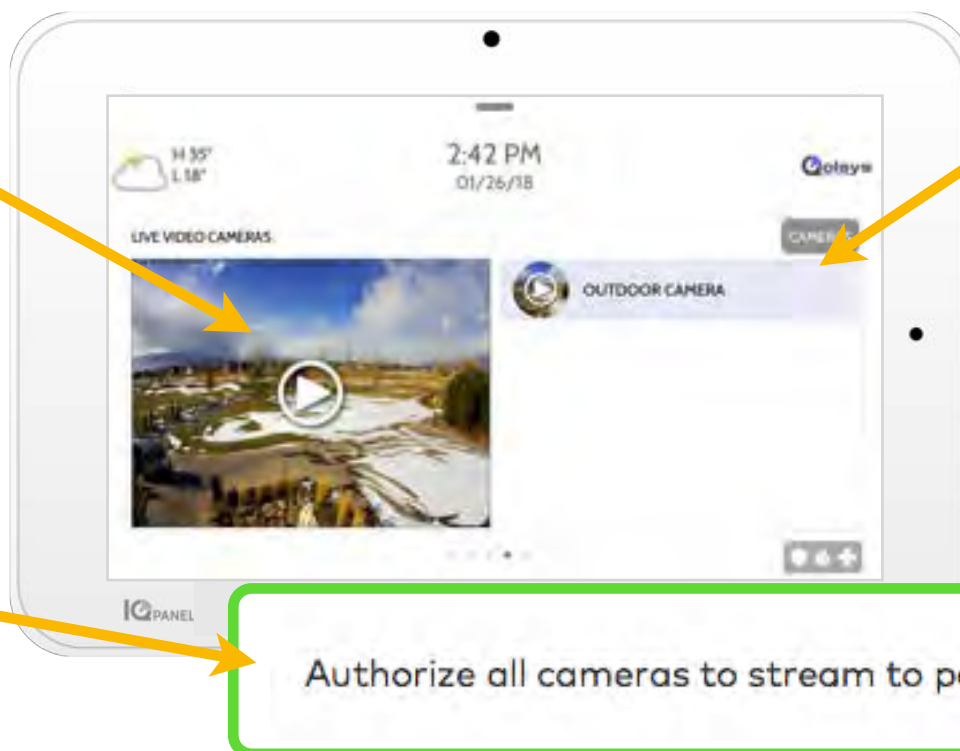 H 35°
L 18°
2:42 PM
01/26/18
Qolsys
LIVE VIDEO CAMERAS
CAMERAS
OUTDOOR CAMERA
IQ PANEL
Authorize all cameras to stream to